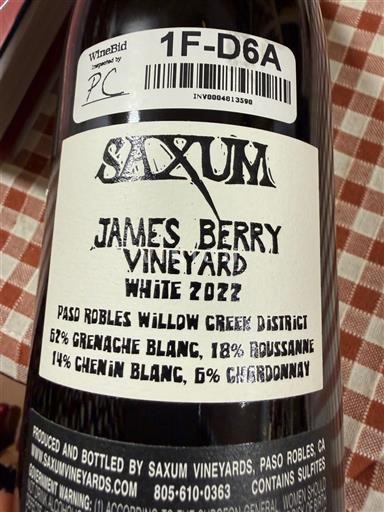 WineBid
Inspected by
PC
1F-D6A
INV0004813590
SAXUM
JAMES BERRY
VINEYARD
WHITE 2022
PASO ROBLES WILLOW CREEK DISTRICT
62% GRENACHE BLANC, 18% ROUSSANNE
14% CHENIN BLANC, 6% CHARDONNAY
PRODUCED AND BOTTLED BY SAXUM VINEYARDS, PASO ROBLES, CA
WWW.SAXUMVINEYARDS.COM 805-610-0363 CONTAINS SULFITES
GOVERNMENT WARNING: (1) ACCORDING TO THE SURGEON GENERAL, WOMEN SHOULD